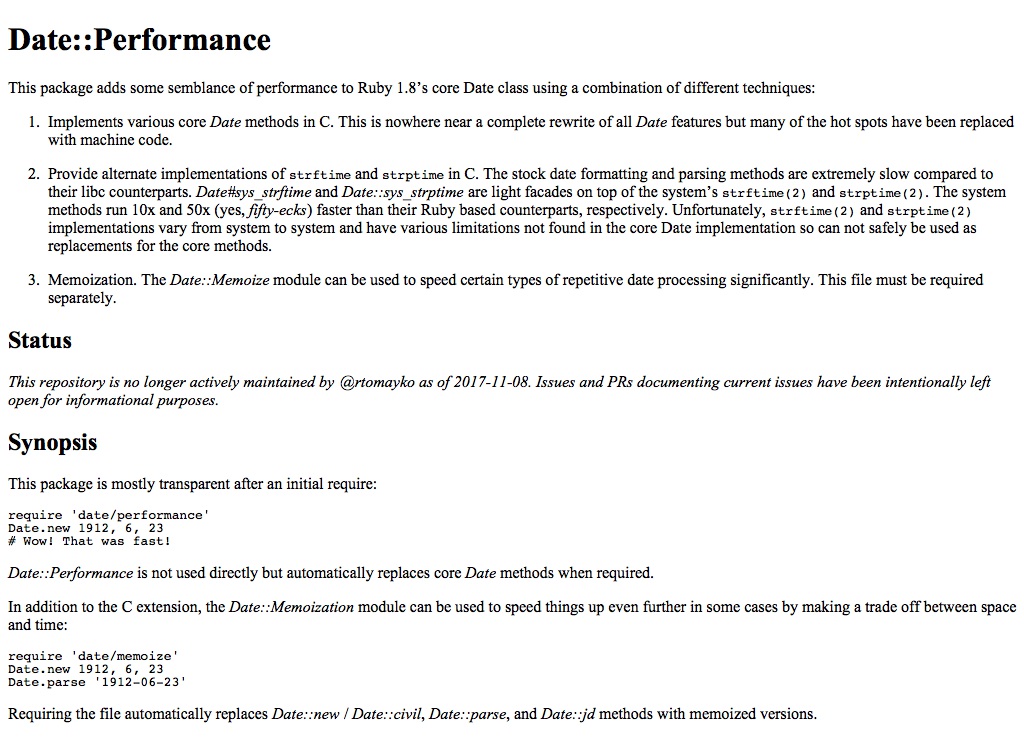 Date::Performance
This package adds some semblance of performance to Ruby 1.8’s core Date class using a combination of different techniques:
1. Implements various core Date methods in C. This is nowhere near a complete rewrite of all Date features but many of the hot spots have been replaced
with machine code.
2. Provide alternate implementations of strftime and strptime in C. The stock date formatting and parsing methods are extremely slow compared to
their libc counterparts. Date#sys_strftime and Date::sys_strptime are light facades on top of the system’s strftime(2) and strptime(2). The system
methods run 10x and 50x (yes, fifty-ecks) faster than their Ruby based counterparts, respectively. Unfortunately, strftime(2) and strptime(2)
implementations vary from system to system and have various limitations not found in the core Date implementation so can not safely be used as
replacements for the core methods.
3. Memoization. The Date::Memoize module can be used to speed certain types of repetitive date processing significantly. This file must be required
separately.
Status
This repository is no longer actively maintained by @rtomayko as of 2017-11-08. Issues and PRs documenting current issues have been intentionally left
open for informational purposes.
Synopsis
This package is mostly transparent after an initial require:
require 'date/performance'
Date.new 1912, 6, 23
# Wow! That was fast!
Date::Performance is not used directly but automatically replaces core Date methods when required.
In addition to the C extension, the Date::Memoization module can be used to speed things up even further in some cases by making a trade off between space
and time:
require 'date/memoize'
Date.new 1912, 6, 23
Date.parse '1912-06-23'
Requiring the file automatically replaces Date::new / Date::civil, Date::parse, and Date::jd methods with memoized versions.